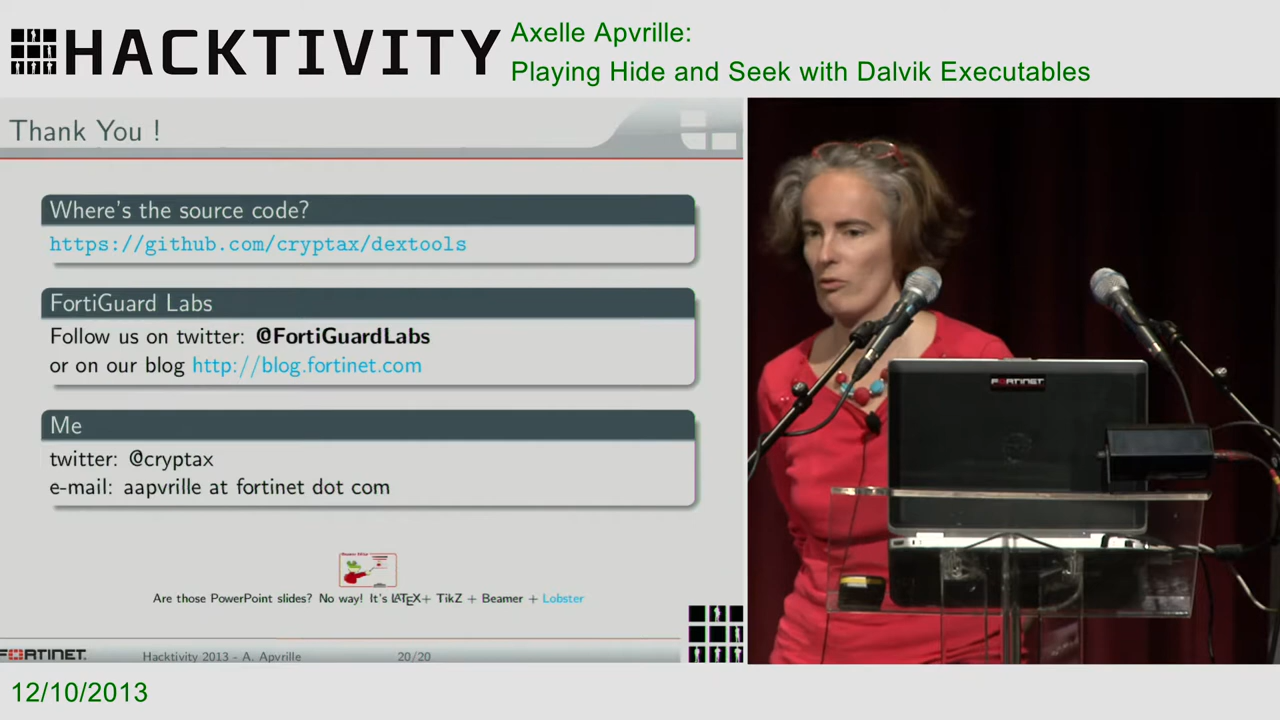 HACKTIVITY
Axelle Apvrille:
Playing Hide and Seek with Dalvik Executables
Thank You !
Where's the source code?
https://github.com/cryptax/dextools
FortiGuard Labs
Follow us on twitter: @FortiGuardLabs
or on our blog http://blog.fortinet.com
Me
twitter: @cryptax
e-mail: aapvrille at fortinet dot com
Are those PowerPoint slides? No way! It's LATEX+ TikZ + Beamer + Lobster
FORTINET.
Hacktivity 2013 - A. Apvrille
20/20
FORTINET
12/10/2013